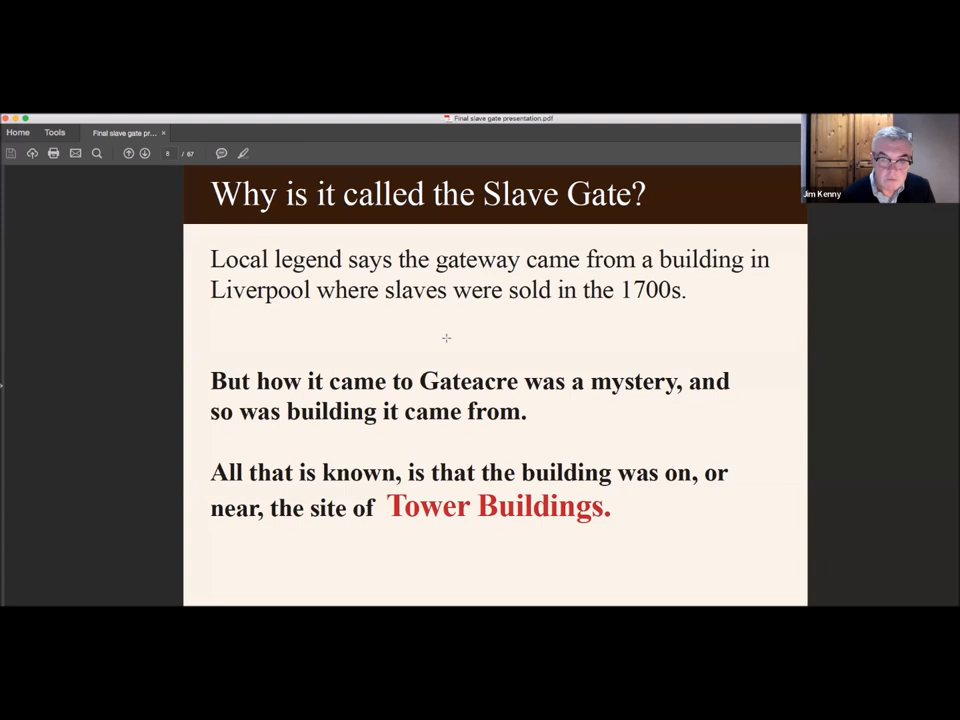 Final slave gate presentation.pdf
Home Tools Final slave gate pr... ×
8 / 67
Jim Kenny
Why is it called the Slave Gate?
Local legend says the gateway came from a building in
Liverpool where slaves were sold in the 1700s.
But how it came to Gateacre was a mystery, and
so was building it came from.
All that is known, is that the building was on, or
near, the site of Tower Buildings.